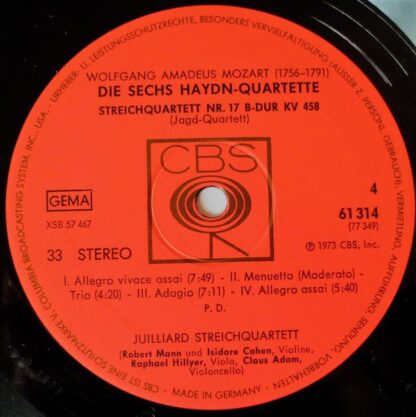 WOLFGANG AMADEUS MOZART (1756–1791)
DIE SECHS HAYDN-QUARTETTE
STREICHQUARTETT NR. 17 B-DUR KV 458
(Jagd-Quartett)
CBS
GEMA
XSB 57 467
4
61 314
(77 349)
33 STEREO
℗ 1973 CBS, Inc.
I. Allegro vivace assai (7:49) - II. Menuetto (Moderato) -
Trio (4:20) - III. Adagio (7:11) - IV. Allegro assai (5:40)
P. D.
JUILLIARD STREICHQUARTETT
(Robert Mann und Isidore Cohen, Violine,
Raphael Hillyer, Viola, Claus Adam,
Violoncello)
MADE IN GERMANY
CBS IST EINE SCHUTZMARKE V. COLUMBIA BROADCASTING SYSTEM, INC., USA. URHEBER- U. LEISTUNGSSCHUTZRECHTE, BESONDERS VERVIELFÄLTIGUNG (AUSSER Z. PERSÖNL. EIGENGEBRAUCH), VERMIETUNG, AUFFÜHRUNG, SENDUNG, VORBEHALTEN